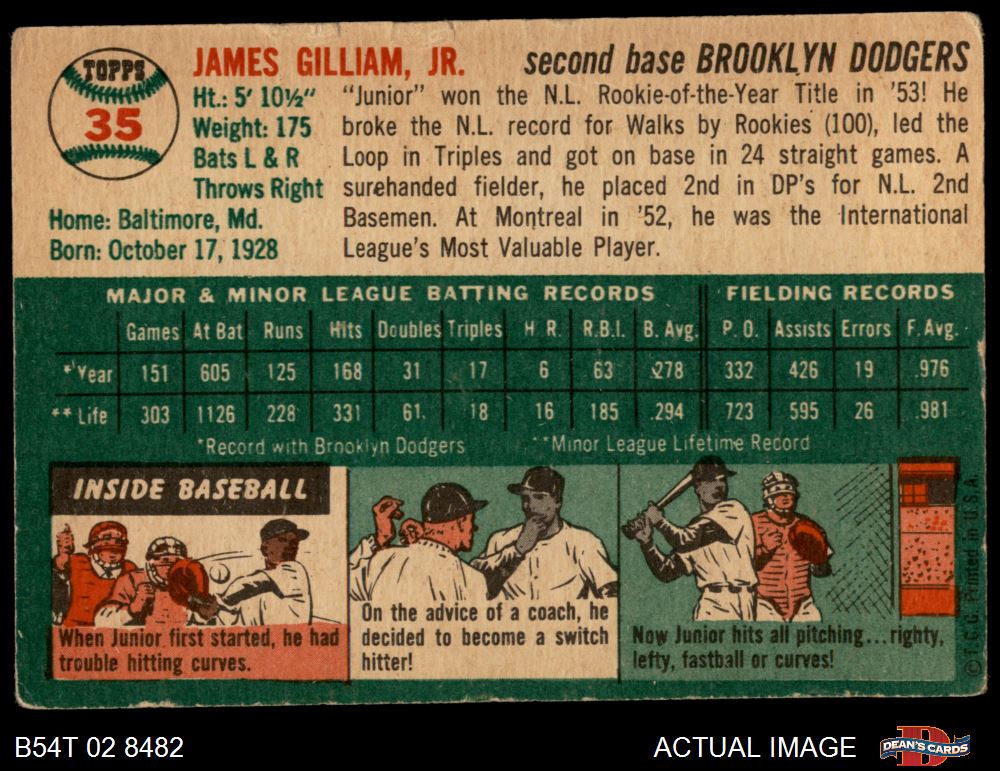 TOPPS
35
JAMES GILLIAM, JR.
second base BROOKLYN DODGERS
Ht.: 5' 10½"
Weight: 175
Bats L & R
Throws Right
Home: Baltimore, Md.
Born: October 17, 1928
"Junior" won the N.L. Rookie-of-the-Year Title in '53! He
broke the N.L. record for Walks by Rookies (100), led the
Loop in Triples and got on base in 24 straight games. A
surehanded fielder, he placed 2nd in DP's for N.L. 2nd
Basemen. At Montreal in '52, he was the International
League's Most Valuable Player.
MAJOR & MINOR LEAGUE BATTING RECORDS FIELDING RECORDS
Games At Bat Runs Hits Doubles Triples H R. R.B.I. B. Avg. P. O. Assists Errors F. Avg.
* Year 151 605 125 168 31 17 6 63 .278 332 426 19 .976
** Life 303 1126 228 331 61 18 16 185 .294 723 595 26 .981
*Record with Brooklyn Dodgers **Minor League Lifetime Record
INSIDE BASEBALL
When Junior first started, he had
trouble hitting curves.
On the advice of a coach, he
decided to become a switch
hitter!
Now Junior hits all pitching...righty,
lefty, fastball or curves!
© T.C.G. Printed in U.S.A.
B54T 02 8482
ACTUAL IMAGE
DEAN'S CARDS